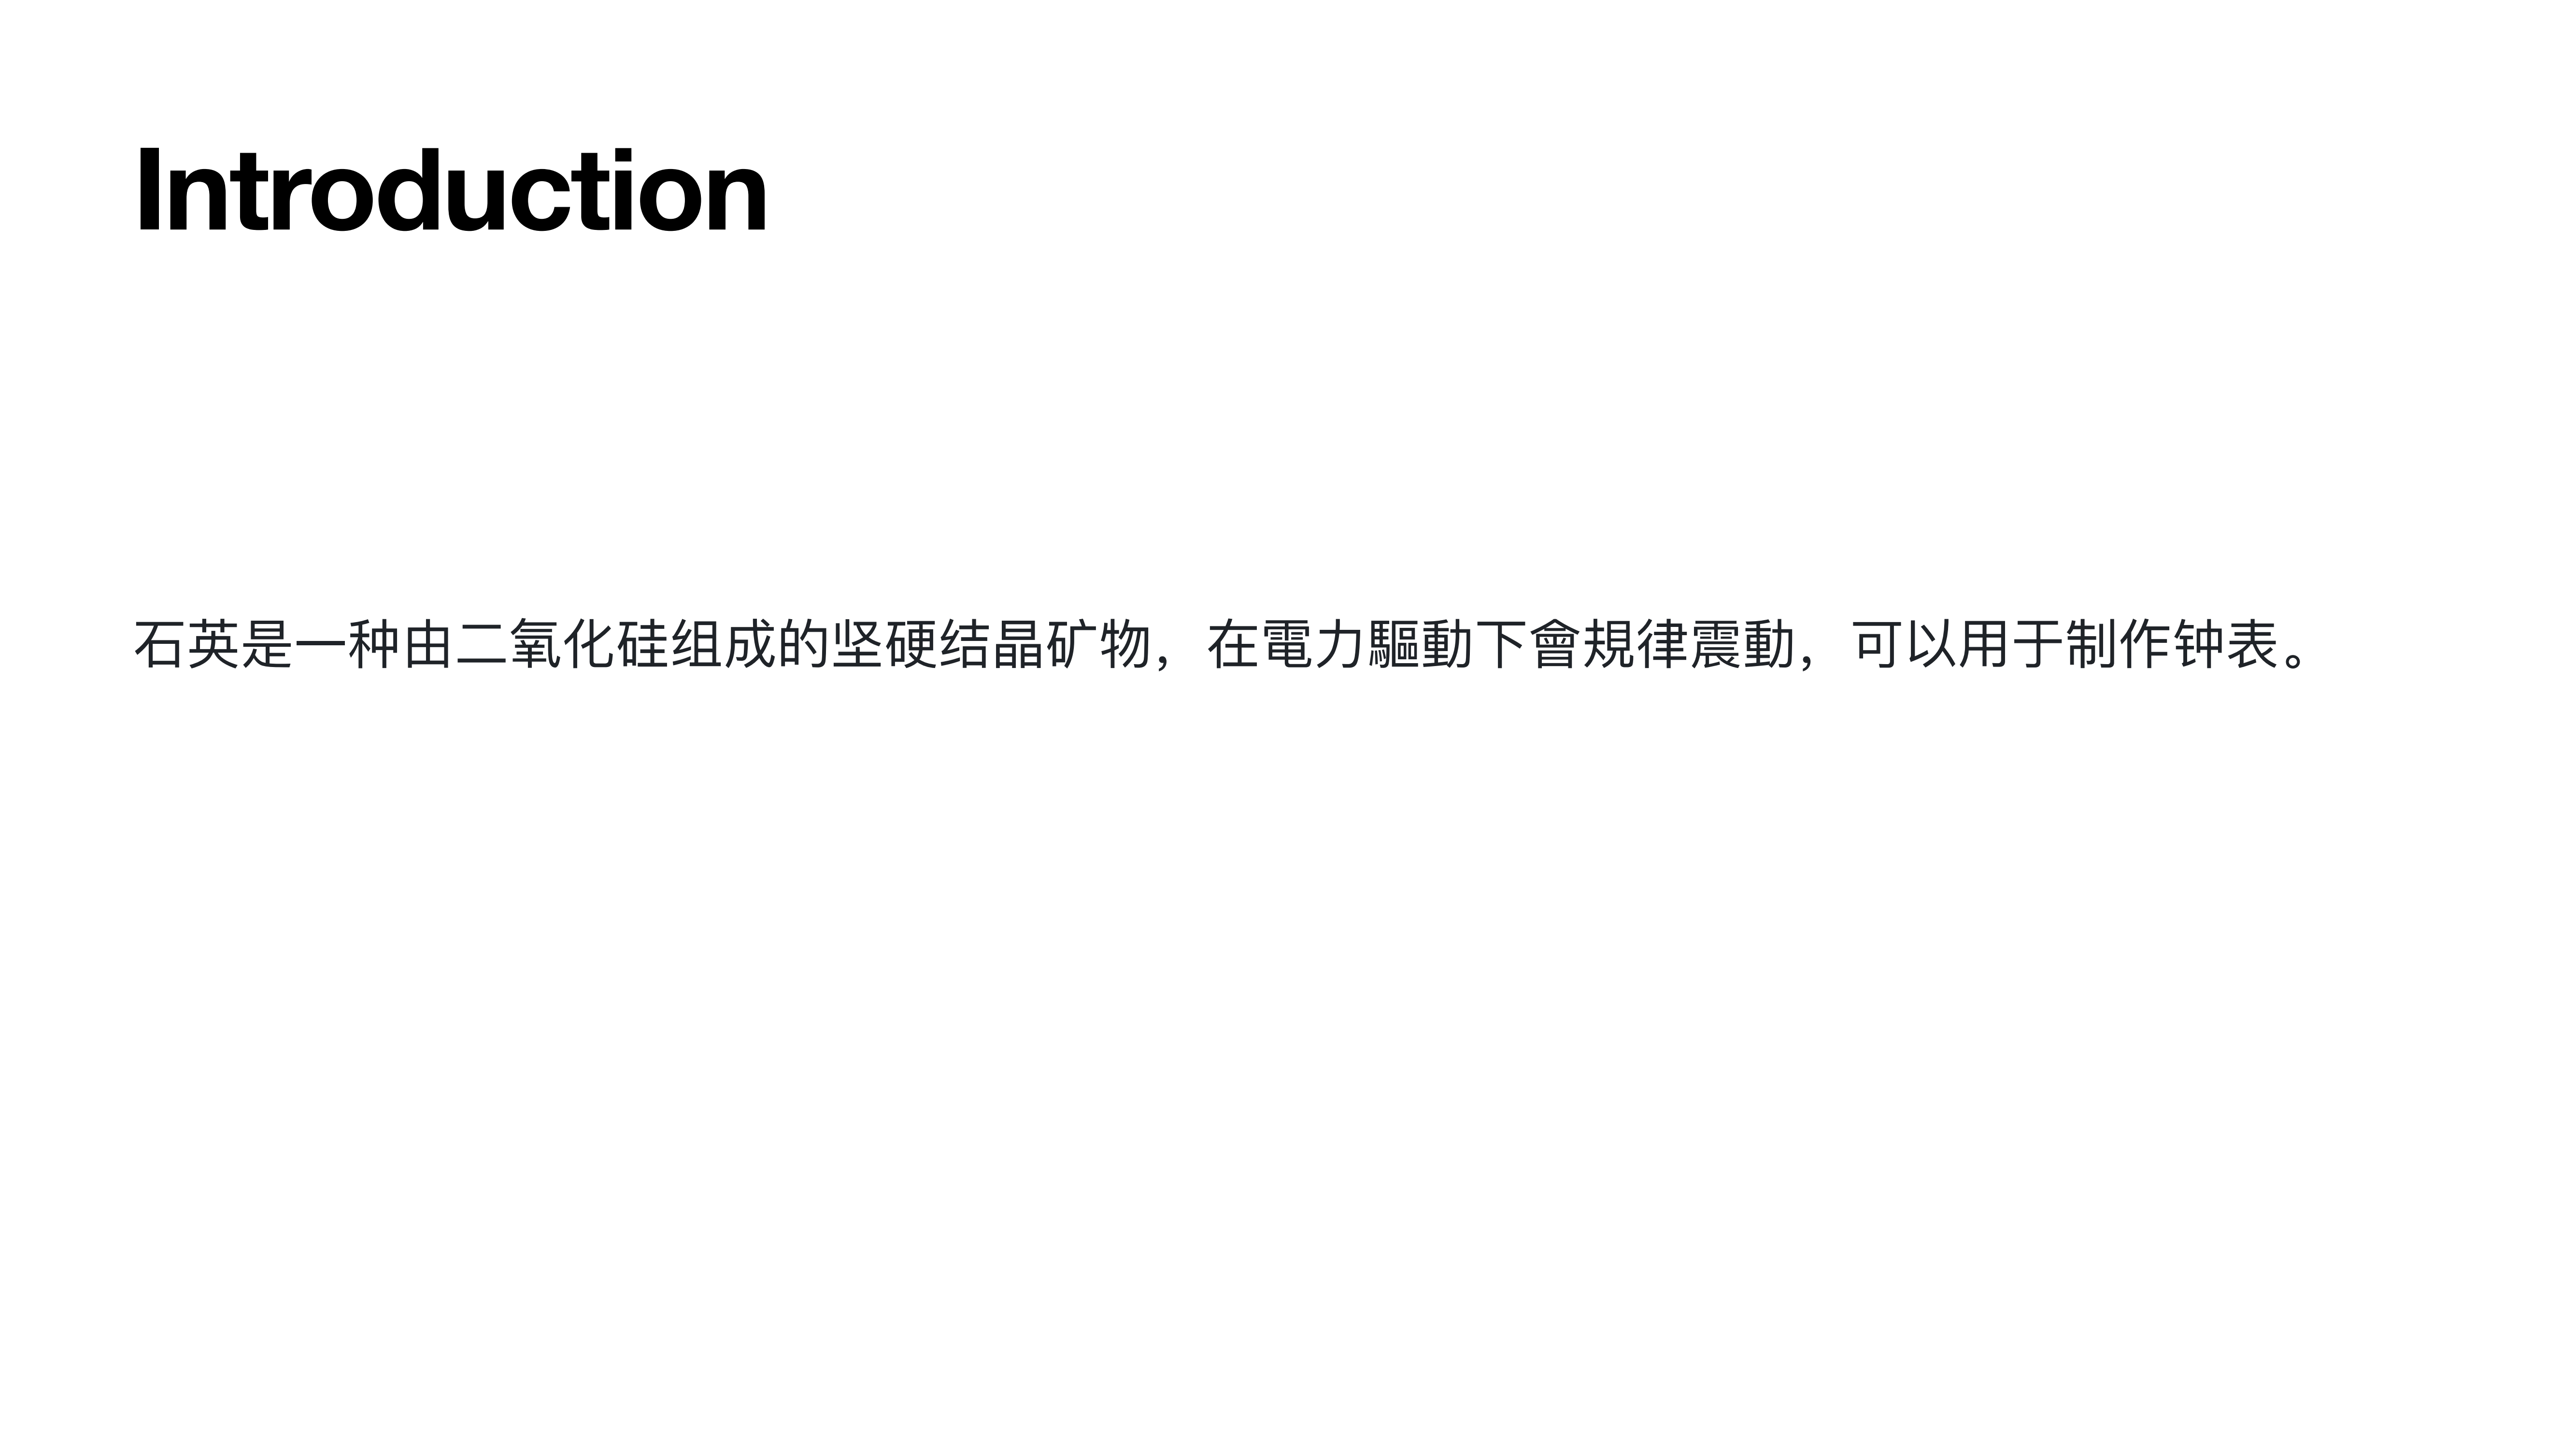 Introduction
石英是一种由二氧化硅组成的坚硬结晶矿物，在電力驅動下會規律震動，可以用于制作钟表。